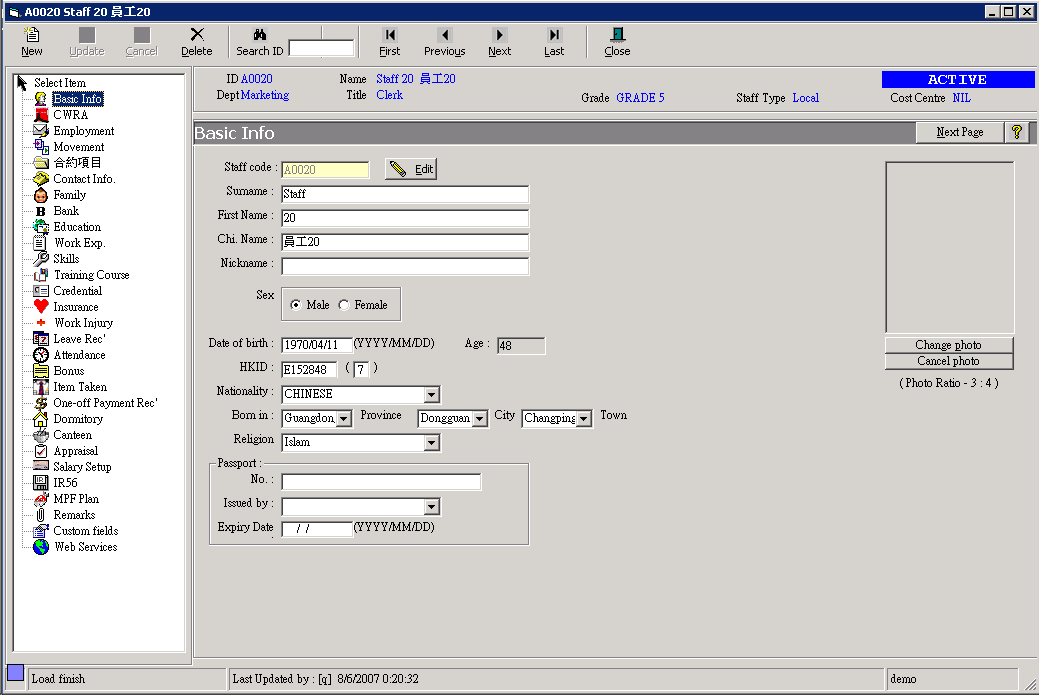 A0020 Staff 20 員工20
New Update Cancel Delete Search ID First Previous Next Last Close
Select Item
Basic Info
CWRA
Employment
Movement
合約項目
Contact Info.
Family
Bank
Education
Work Exp.
Skills
Training Course
Credential
Insurance
Work Injury
Leave Rec'
Attendance
Bonus
Item Taken
One-off Payment Rec'
Dormitory
Canteen
Appraisal
Salary Setup
IR56
MPF Plan
Remarks
Custom fields
Web Services
ID A0020 Name Staff 20 員工20 ACTIVE
Dept Marketing Title Clerk Grade GRADE 5 Staff Type Local Cost Centre NIL
Basic Info Next Page ?
Staff code : A0020 Edit
Surname : Staff
First Name : 20
Chi. Name : 員工20
Nickname :
Sex Male Female
Date of birth : 1970/04/11 (YYYY/MM/DD) Age : 48
HKID : E152848 ( 7 )
Nationality : CHINESE
Born in : Guangdon Province Dongguan City Changping Town
Religion Islam
Passport :
No. :
Issued by :
Expiry Date : / / (YYYY/MM/DD)
Change photo
Cancel photo
( Photo Ratio - 3 : 4 )
Load finish Last Updated by : [q] 8/6/2007 0:20:32 demo